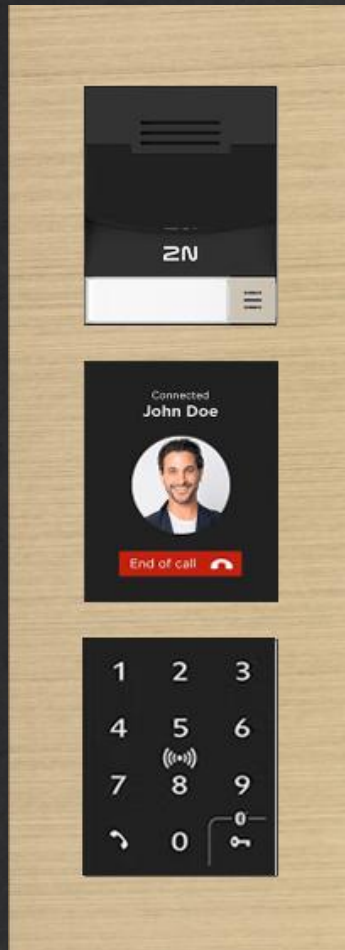 2N
Connected
John Doe
End of call
1 2 3
4 5 6
7 8 9
0